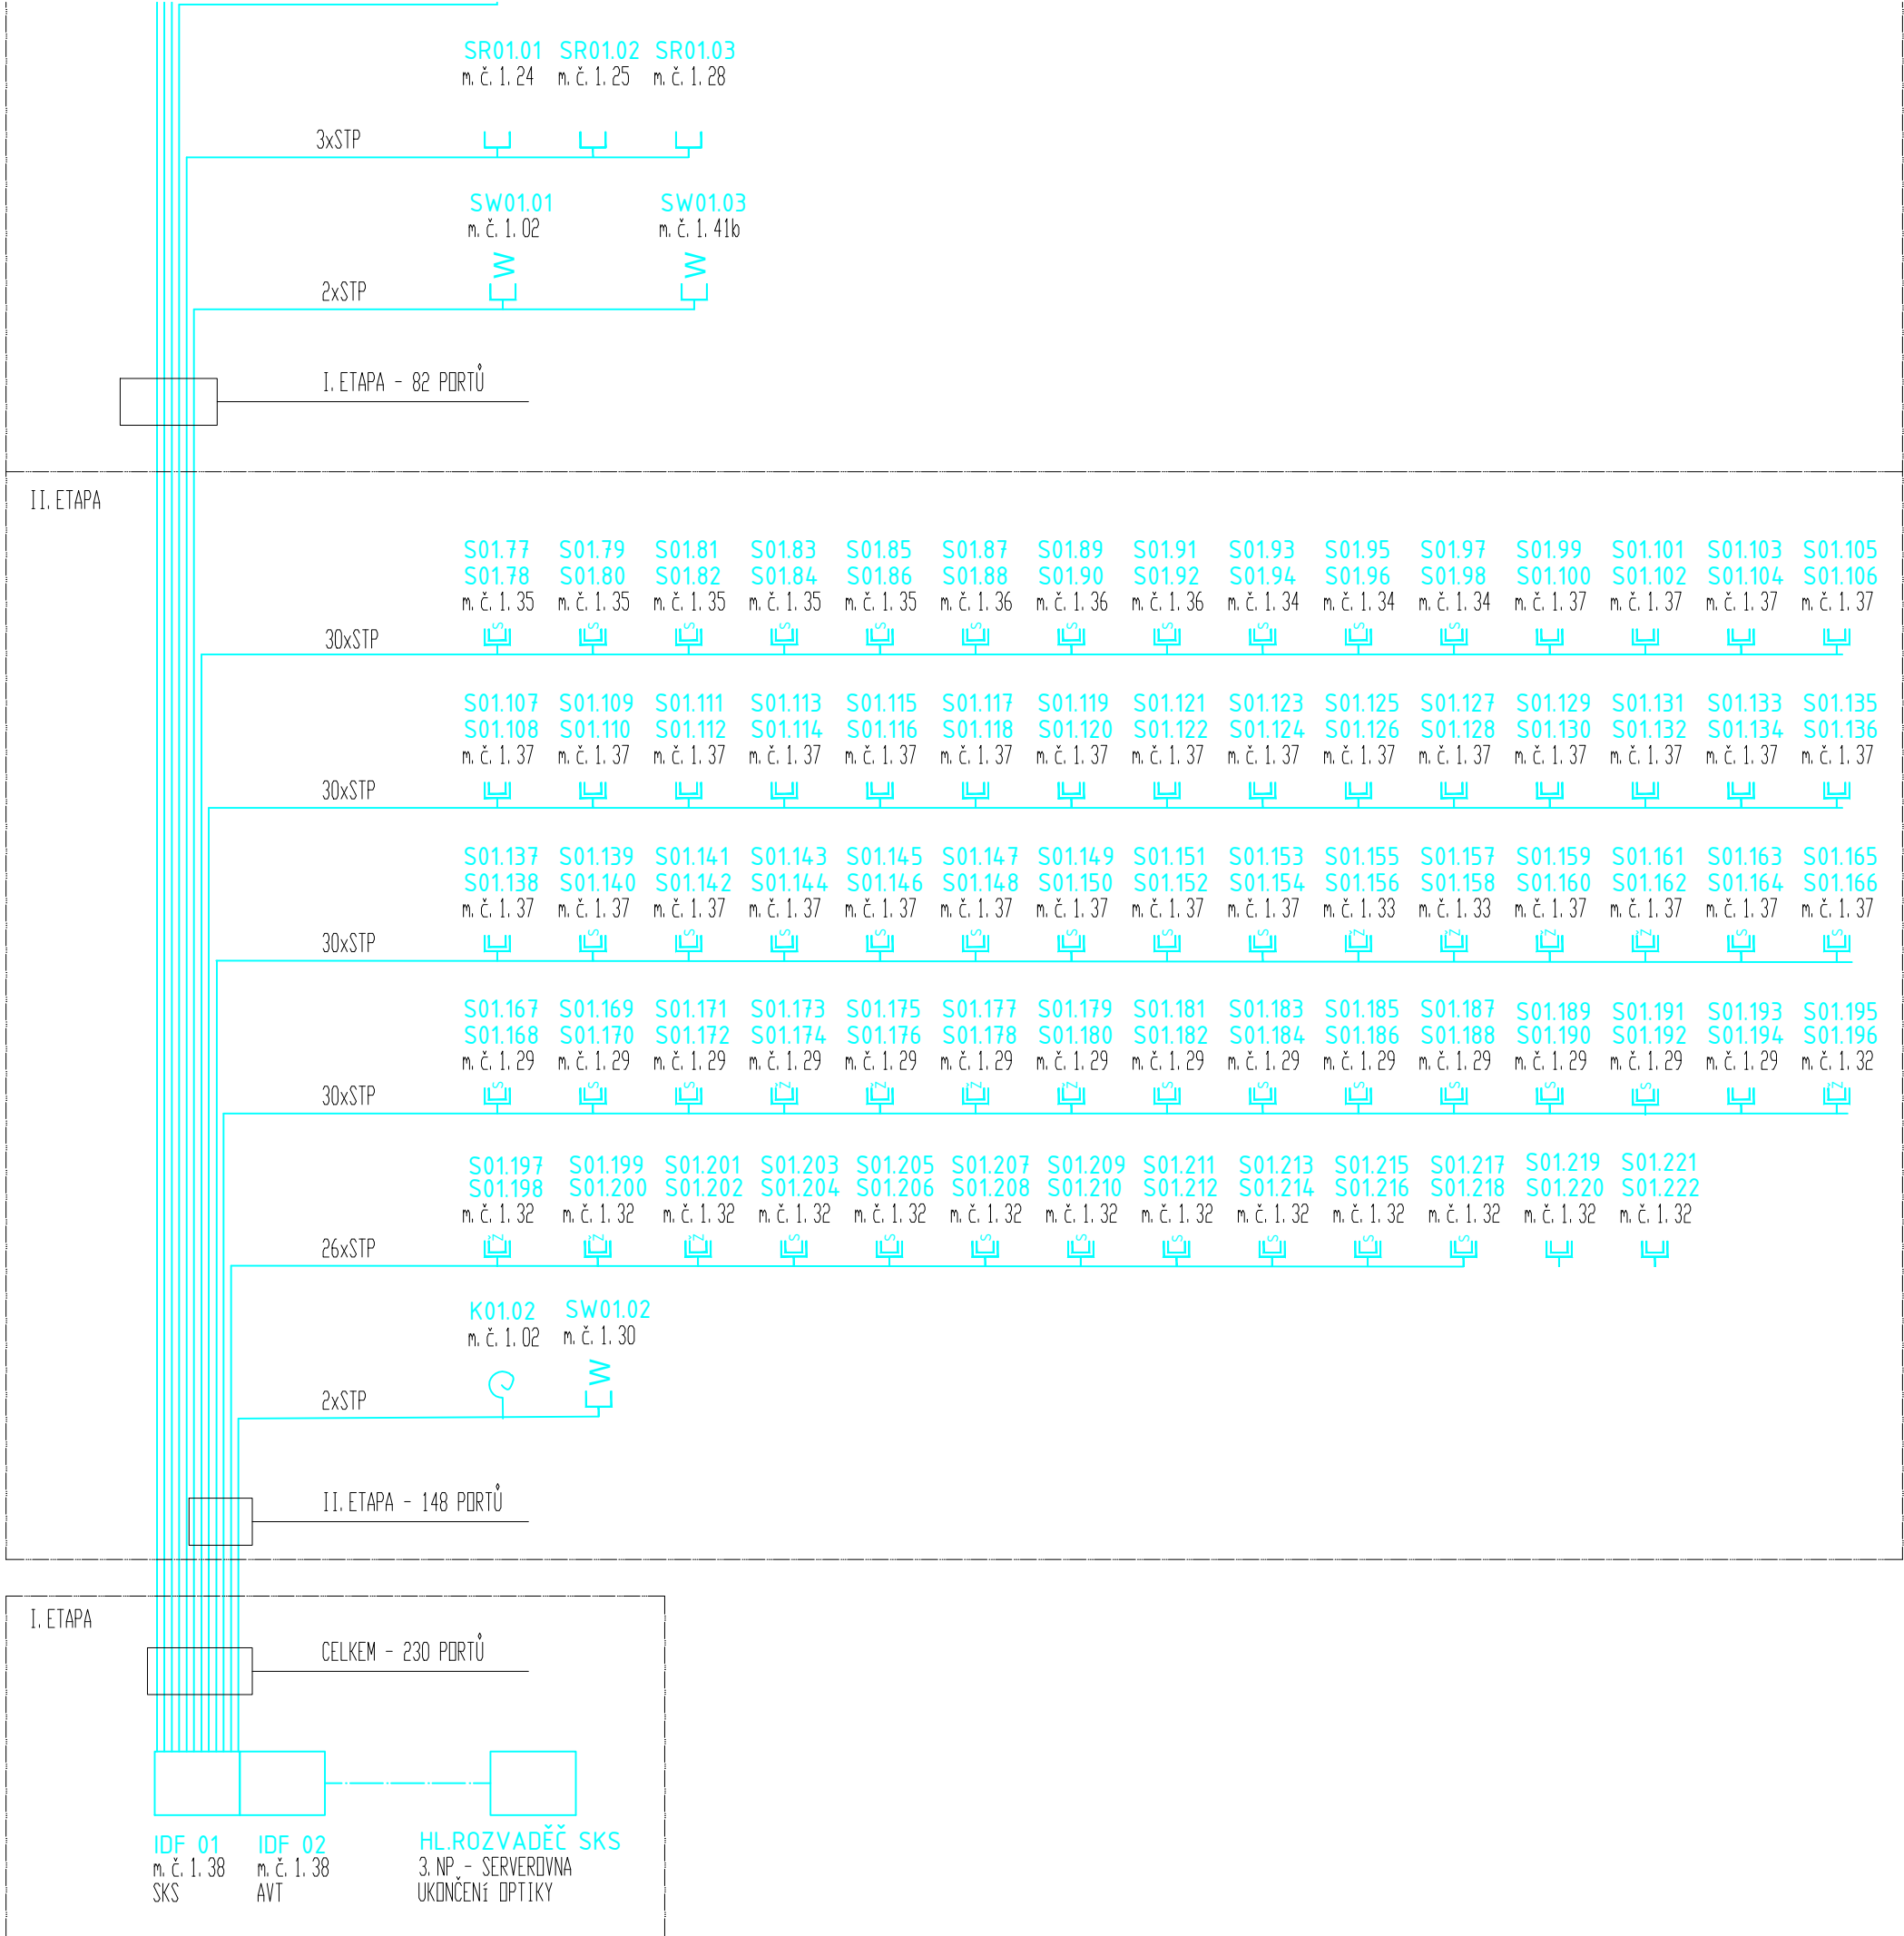 SR01.01 SR01.02 SR01.03
m. č. 1. 24 m. č. 1. 25 m. č. 1. 28
3xSTP
SW01.01 SW01.03
m. č. 1. 02 m. č. 1. 41b
W W
2xSTP
I. ETAPA - 82 PORTŮ
II. ETAPA
S01.77 S01.79 S01.81 S01.83 S01.85 S01.87 S01.89 S01.91 S01.93 S01.95 S01.97 S01.99 S01.101 S01.103 S01.105
S01.78 S01.80 S01.82 S01.84 S01.86 S01.88 S01.90 S01.92 S01.94 S01.96 S01.98 S01.100 S01.102 S01.104 S01.106
m. č. 1. 35 m. č. 1. 35 m. č. 1. 35 m. č. 1. 35 m. č. 1. 35 m. č. 1. 36 m. č. 1. 36 m. č. 1. 36 m. č. 1. 34 m. č. 1. 34 m. č. 1. 34 m. č. 1. 37 m. č. 1. 37 m. č. 1. 37 m. č. 1. 37
S S S S S S S S S S S
30xSTP
S01.107 S01.109 S01.111 S01.113 S01.115 S01.117 S01.119 S01.121 S01.123 S01.125 S01.127 S01.129 S01.131 S01.133 S01.135
S01.108 S01.110 S01.112 S01.114 S01.116 S01.118 S01.120 S01.122 S01.124 S01.126 S01.128 S01.130 S01.132 S01.134 S01.136
m. č. 1. 37 m. č. 1. 37 m. č. 1. 37 m. č. 1. 37 m. č. 1. 37 m. č. 1. 37 m. č. 1. 37 m. č. 1. 37 m. č. 1. 37 m. č. 1. 37 m. č. 1. 37 m. č. 1. 37 m. č. 1. 37 m. č. 1. 37 m. č. 1. 37
30xSTP
S01.137 S01.139 S01.141 S01.143 S01.145 S01.147 S01.149 S01.151 S01.153 S01.155 S01.157 S01.159 S01.161 S01.163 S01.165
S01.138 S01.140 S01.142 S01.144 S01.146 S01.148 S01.150 S01.152 S01.154 S01.156 S01.158 S01.160 S01.162 S01.164 S01.166
m. č. 1. 37 m. č. 1. 37 m. č. 1. 37 m. č. 1. 37 m. č. 1. 37 m. č. 1. 37 m. č. 1. 37 m. č. 1. 37 m. č. 1. 37 m. č. 1. 33 m. č. 1. 33 m. č. 1. 37 m. č. 1. 37 m. č. 1. 37 m. č. 1. 37
S S S S S S S S Ž Ž Ž Ž S S
30xSTP
S01.167 S01.169 S01.171 S01.173 S01.175 S01.177 S01.179 S01.181 S01.183 S01.185 S01.187 S01.189 S01.191 S01.193 S01.195
S01.168 S01.170 S01.172 S01.174 S01.176 S01.178 S01.180 S01.182 S01.184 S01.186 S01.188 S01.190 S01.192 S01.194 S01.196
m. č. 1. 29 m. č. 1. 29 m. č. 1. 29 m. č. 1. 29 m. č. 1. 29 m. č. 1. 29 m. č. 1. 29 m. č. 1. 29 m. č. 1. 29 m. č. 1. 29 m. č. 1. 29 m. č. 1. 29 m. č. 1. 29 m. č. 1. 29 m. č. 1. 32
S S S Ž Ž Ž Ž S S S S S S Ž
30xSTP
S01.197 S01.199 S01.201 S01.203 S01.205 S01.207 S01.209 S01.211 S01.213 S01.215 S01.217 S01.219 S01.221
S01.198 S01.200 S01.202 S01.204 S01.206 S01.208 S01.210 S01.212 S01.214 S01.216 S01.218 S01.220 S01.222
m. č. 1. 32 m. č. 1. 32 m. č. 1. 32 m. č. 1. 32 m. č. 1. 32 m. č. 1. 32 m. č. 1. 32 m. č. 1. 32 m. č. 1. 32 m. č. 1. 32 m. č. 1. 32 m. č. 1. 32 m. č. 1. 32
Ž Ž Ž S S S S S S S S
26xSTP
K01.02 SW01.02
m. č. 1. 02 m. č. 1. 30
W
2xSTP
II. ETAPA - 148 PORTŮ
I. ETAPA
CELKEM - 230 PORTŮ
IDF 01 IDF 02 HL.ROZVADĚČ SKS
m. č. 1. 38 m. č. 1. 38 3. NP. - SERVEROVNA
SKS AVT UKONČENÍ OPTIKY